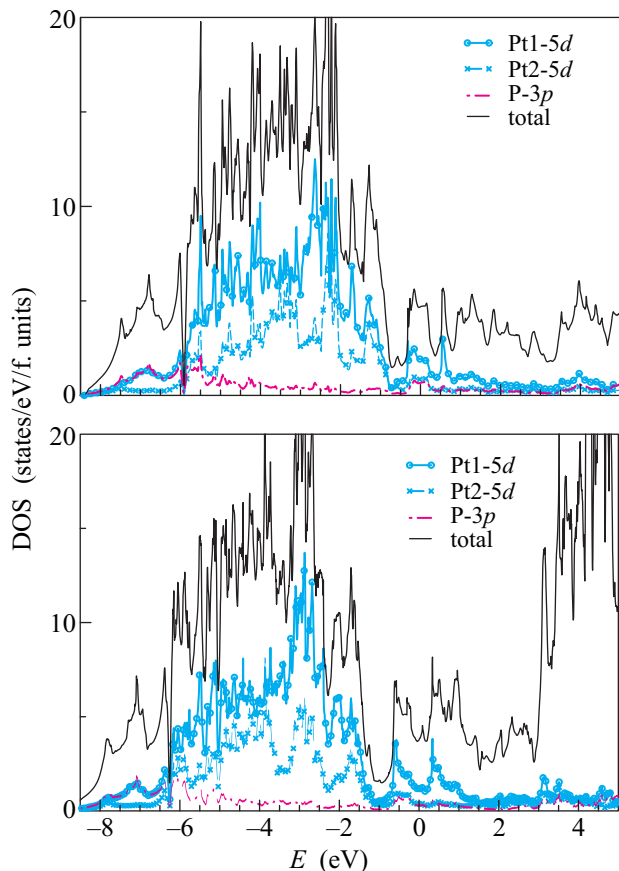 20
10
0
Pt1-5d
Pt2-5d
P-3p
total
DOS (states/eV/f. units)
20
10
0
Pt1-5d
Pt2-5d
P-3p
total
−8 −6 −4 −2 0 2 4
E (eV)